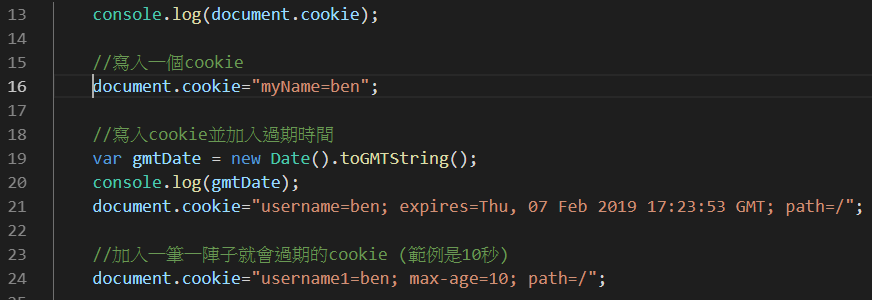 13 console.log(document.cookie);
14
15 //寫入一個cookie
16 document.cookie="myName=ben";
17
18 //寫入cookie並加入過期時間
19 var gmtDate = new Date().toGMTString();
20 console.log(gmtDate);
21 document.cookie="username=ben; expires=Thu, 07 Feb 2019 17:23:53 GMT; path=/";
22
23 //加入一筆一陣子就會過期的cookie (範例是10秒)
24 document.cookie="username1=ben; max-age=10; path=/";
25